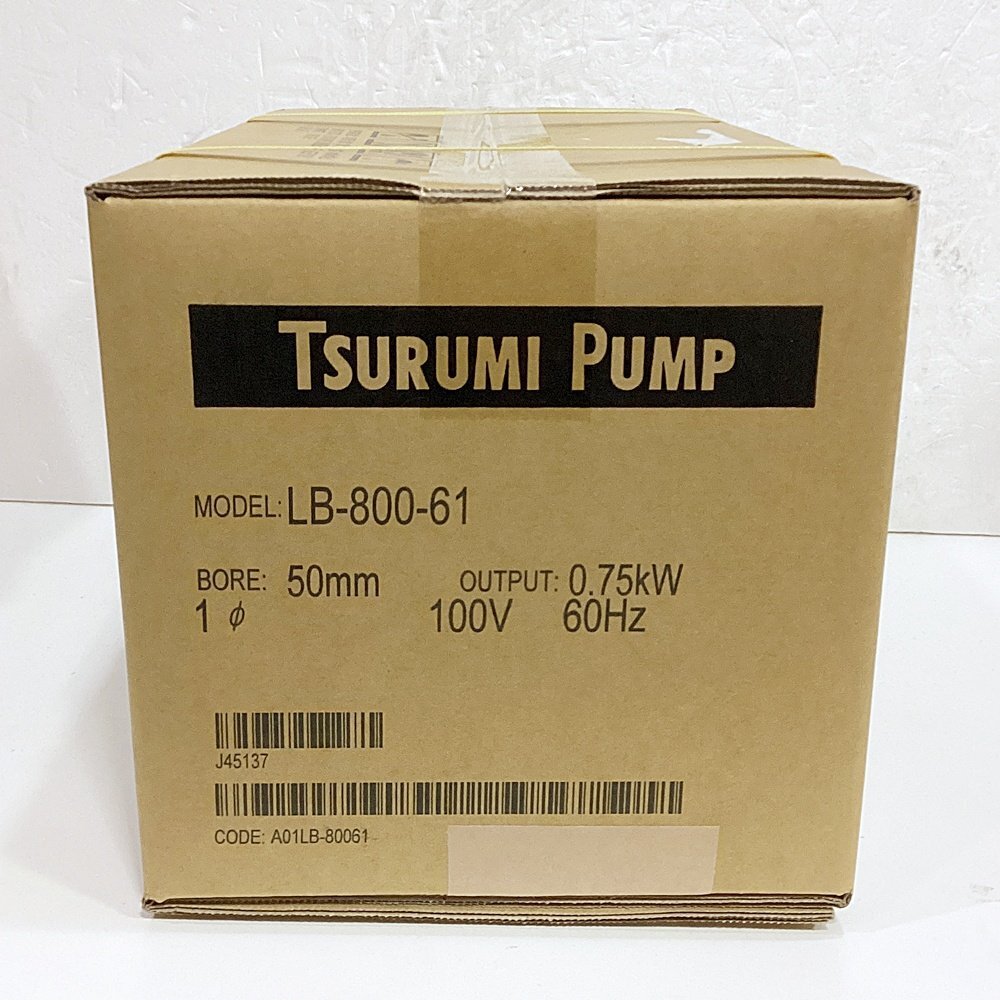 TSURUMI PUMP
MODEL: LB-800-61
BORE: 50mm OUTPUT: 0.75kW
1 φ 100V 60Hz
J45137
CODE: A01LB-80061